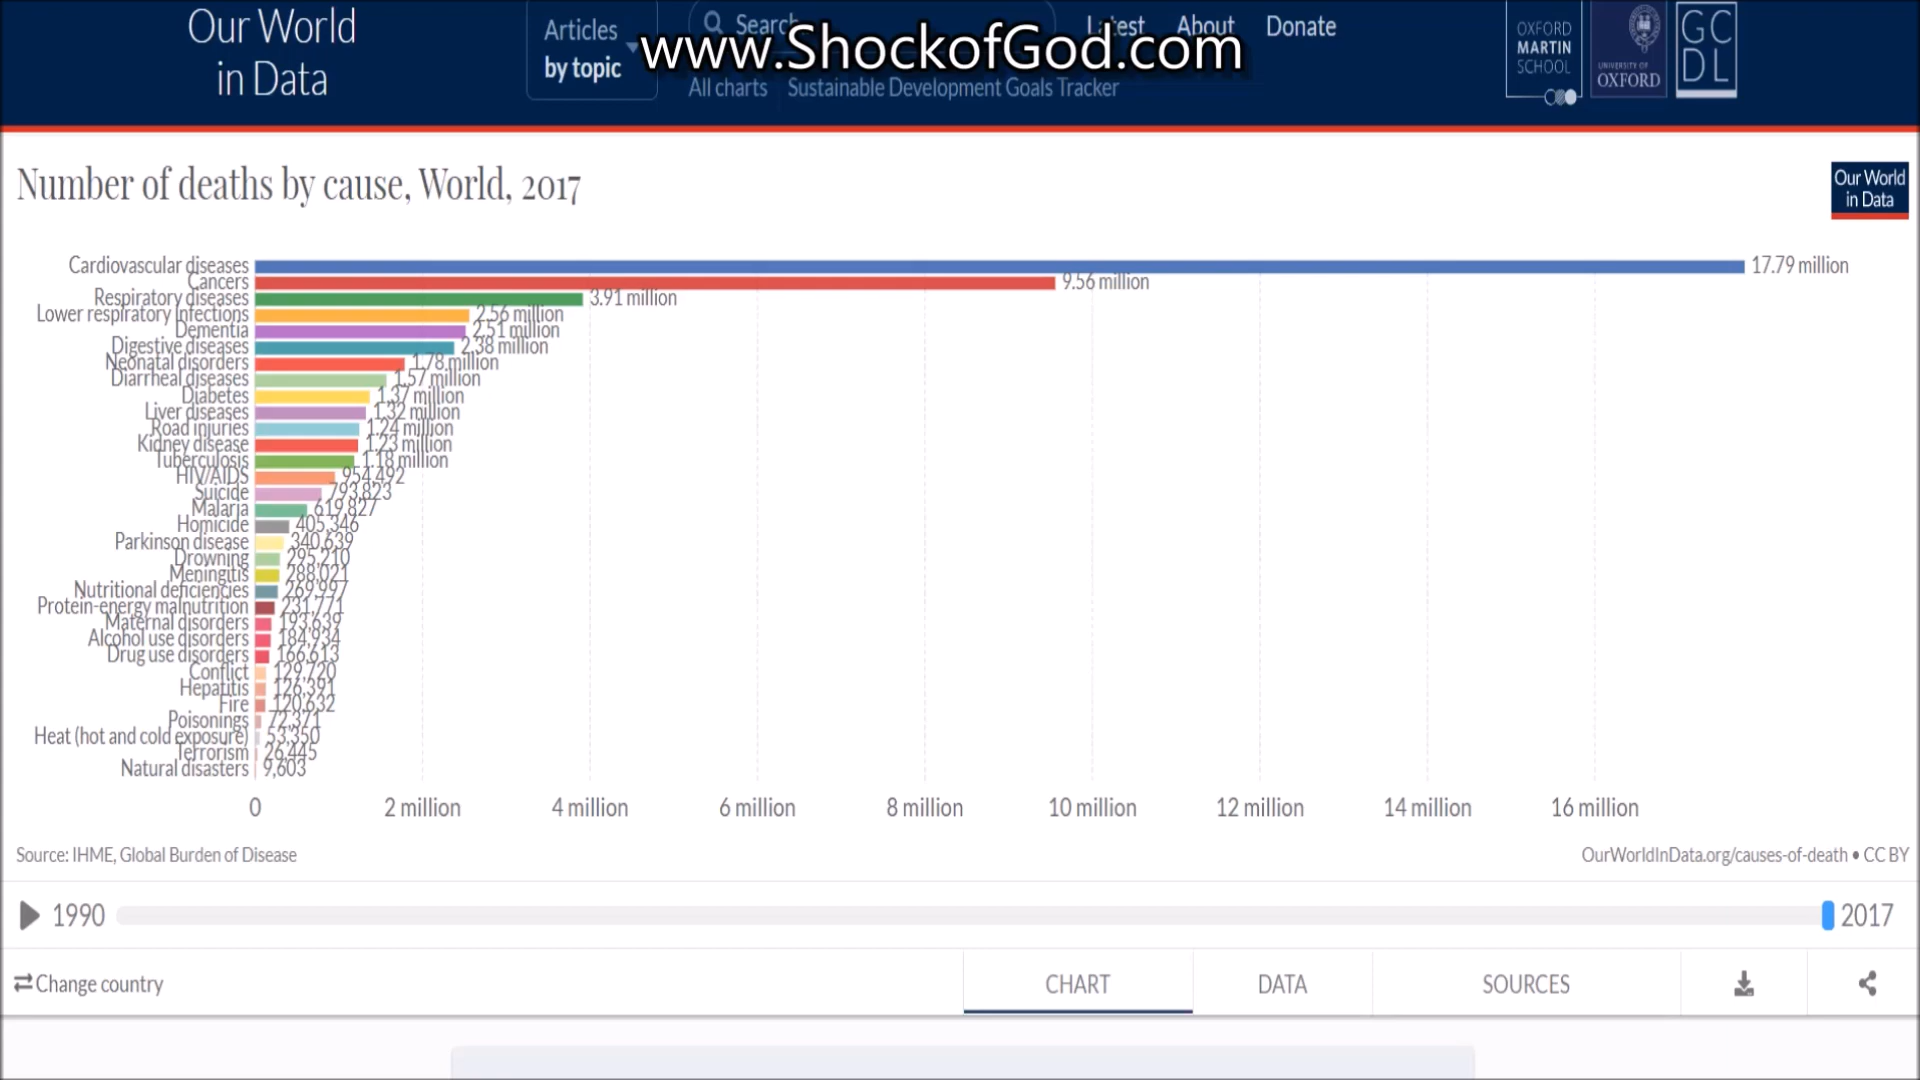 Our World
in Data
Articles
by topic
Search
Latest
About
Donate
www.ShockofGod.com
All charts
Sustainable Development Goals Tracker
OXFORD
MARTIN
SCHOOL
UNIVERSITY OF
OXFORD
GC
DL
Number of deaths by cause, World, 2017
Our World
in Data
Cardiovascular diseases 17.79 million
Cancers 9.56 million
Respiratory diseases 3.91 million
Lower respiratory infections 2.56 million
Dementia 2.51 million
Digestive diseases 2.38 million
Neonatal disorders 1.78 million
Diarrheal diseases 1.57 million
Diabetes 1.37 million
Liver diseases 1.32 million
Road injuries 1.24 million
Kidney disease 1.23 million
Tuberculosis 1.18 million
HIV/AIDS 954,492
Suicide 793,823
Malaria 619,827
Homicide 405,346
Parkinson disease 340,639
Drowning 295,210
Meningitis 288,021
Nutritional deficiencies 269,997
Protein-energy malnutrition 231,771
Maternal disorders 193,639
Alcohol use disorders 184,934
Drug use disorders 166,613
Conflict 129,720
Hepatitis 126,391
Fire 120,632
Poisonings 72,371
Heat (hot and cold exposure) 53,350
Terrorism 26,445
Natural disasters 9,603
0 2 million 4 million 6 million 8 million 10 million 12 million 14 million 16 million
Source: IHME, Global Burden of Disease
OurWorldInData.org/causes-of-death • CC BY
1990
2017
Change country
CHART
DATA
SOURCES